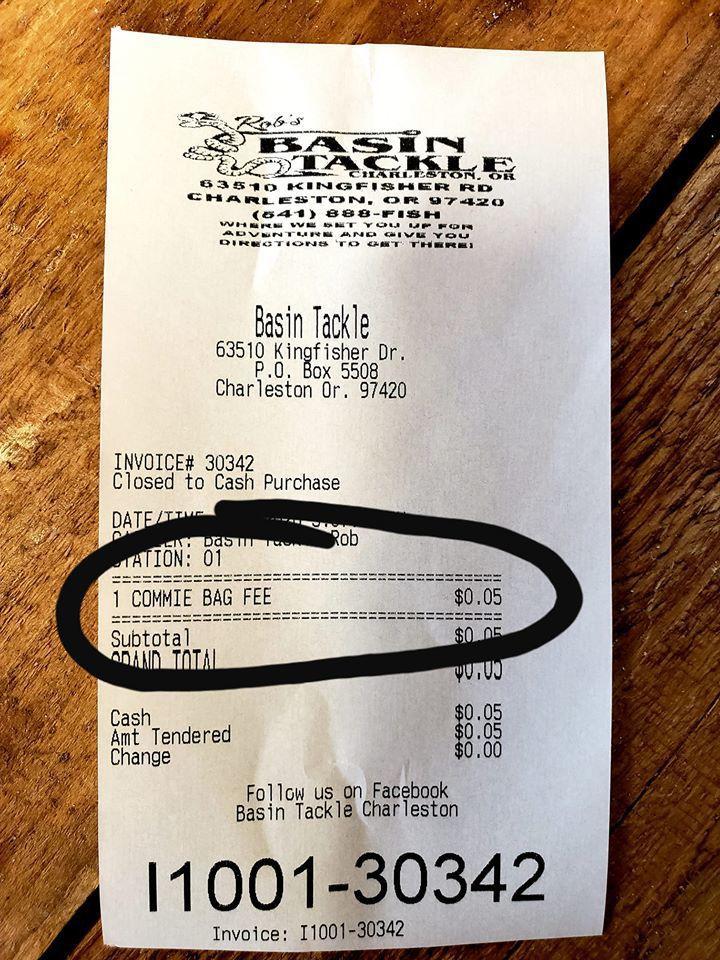 Rob's
BASIN
TACKLE
CHARLESTON, OR
63510 KINGFISHER RD
CHARLESTON, OR 97420
(541) 888-FISH
WHERE WE SET YOU UP FOR
ADVENTURE AND GIVE YOU
DIRECTIONS TO GET THERE!
Basin Tackle
63510 Kingfisher Dr.
P.O. Box 5508
Charleston Or. 97420
INVOICE# 30342
Closed to Cash Purchase
DATE/TIME
Basin Rob
STATION: 01
1 COMMIE BAG FEE $0.05
Subtotal $0.05
GRAND TOTAL $0.05
Cash $0.05
Amt Tendered $0.05
Change $0.00
Follow us on Facebook
Basin Tackle Charleston
I1001-30342
Invoice: I1001-30342